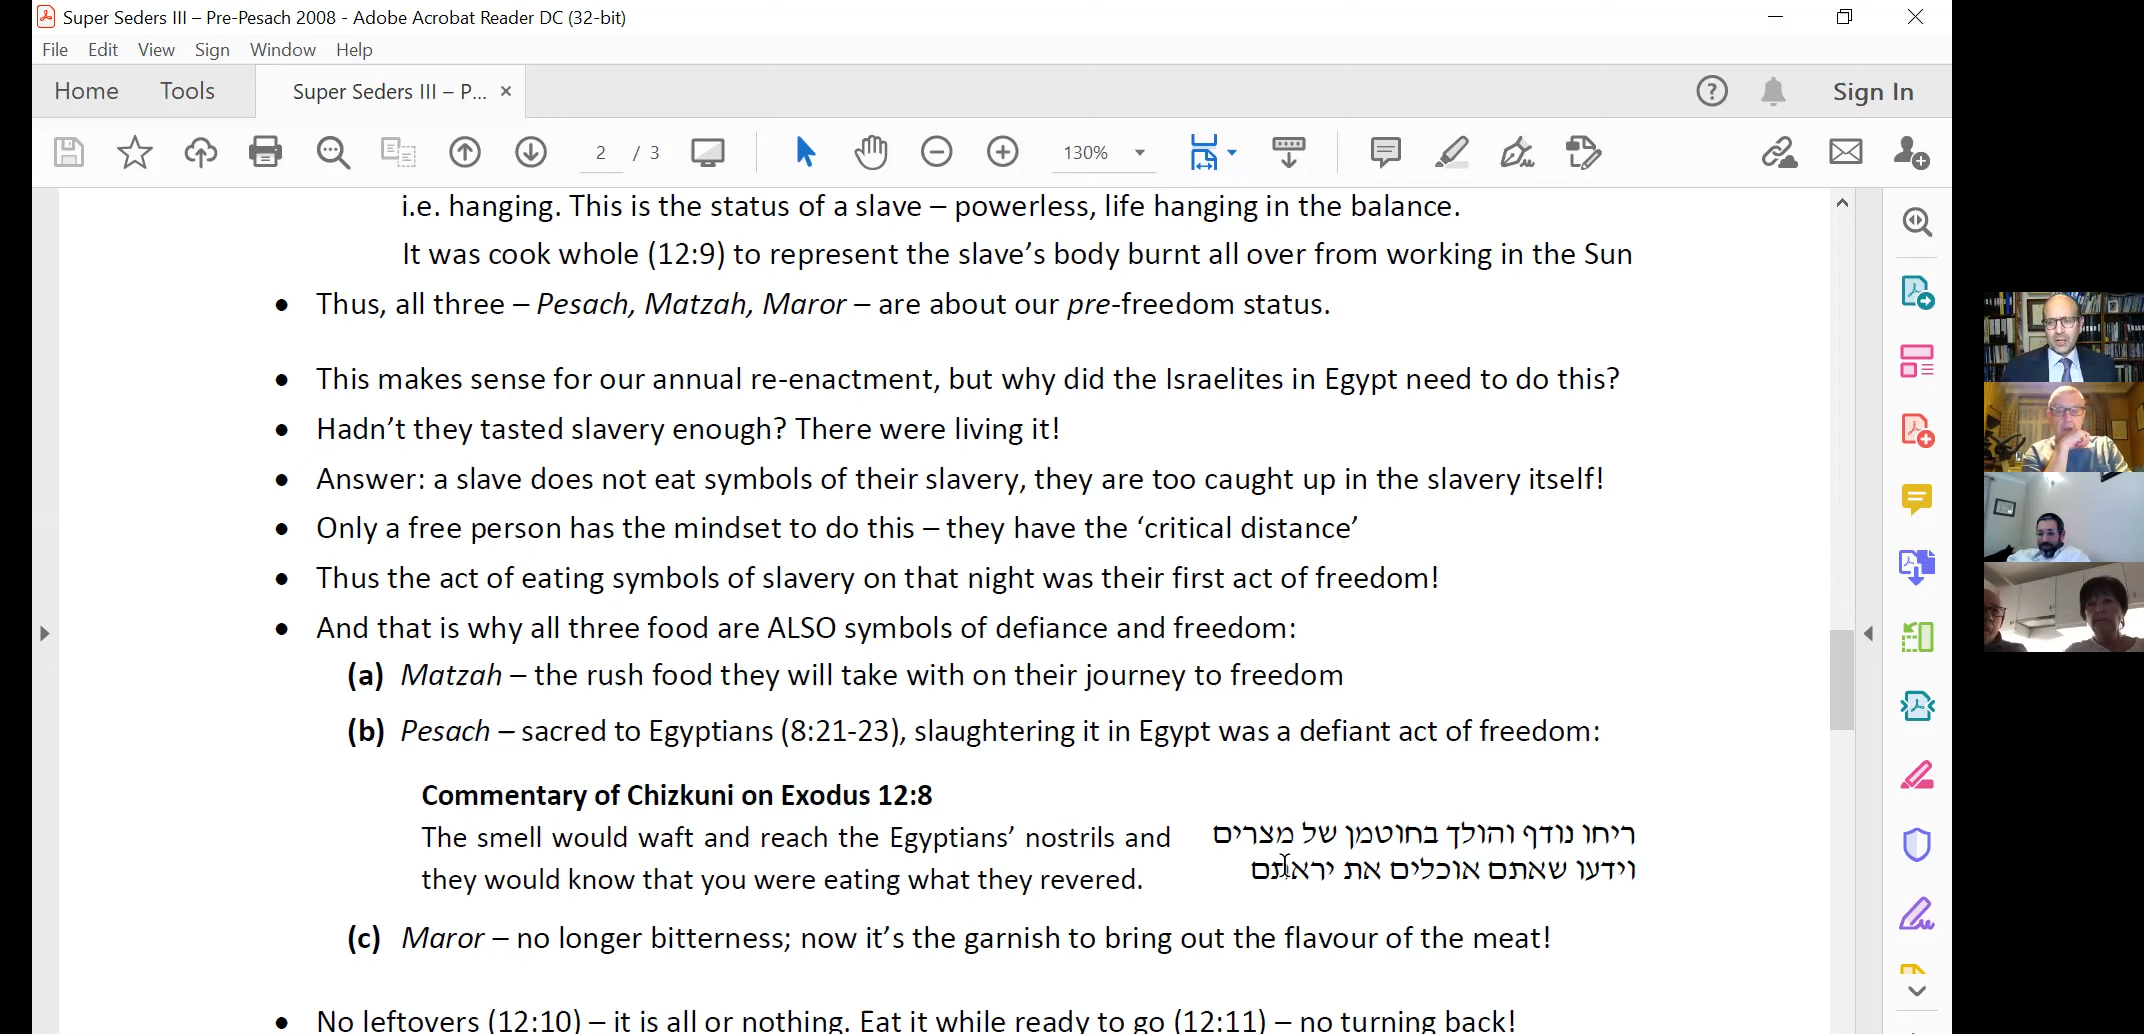 Super Seders III – Pre-Pesach 2008 - Adobe Acrobat Reader DC (32-bit)
File Edit View Sign Window Help
Home Tools Super Seders III – P... × Sign In
2 / 3 130%
i.e. hanging. This is the status of a slave – powerless, life hanging in the balance.
It was cook whole (12:9) to represent the slave’s body burnt all over from working in the Sun
• Thus, all three – Pesach, Matzah, Maror – are about our pre-freedom status.
• This makes sense for our annual re-enactment, but why did the Israelites in Egypt need to do this?
• Hadn’t they tasted slavery enough? There were living it!
• Answer: a slave does not eat symbols of their slavery, they are too caught up in the slavery itself!
• Only a free person has the mindset to do this – they have the ‘critical distance’
• Thus the act of eating symbols of slavery on that night was their first act of freedom!
• And that is why all three food are ALSO symbols of defiance and freedom:
(a) Matzah – the rush food they will take with on their journey to freedom
(b) Pesach – sacred to Egyptians (8:21-23), slaughtering it in Egypt was a defiant act of freedom:
Commentary of Chizkuni on Exodus 12:8
The smell would waft and reach the Egyptians’ nostrils and
they would know that you were eating what they revered.
ריחו נודף והולך בחוטמן של מצרים
וידעו שאתם אוכלים את יראתם
(c) Maror – no longer bitterness; now it’s the garnish to bring out the flavour of the meat!
• No leftovers (12:10) – it is all or nothing. Eat it while ready to go (12:11) – no turning back!